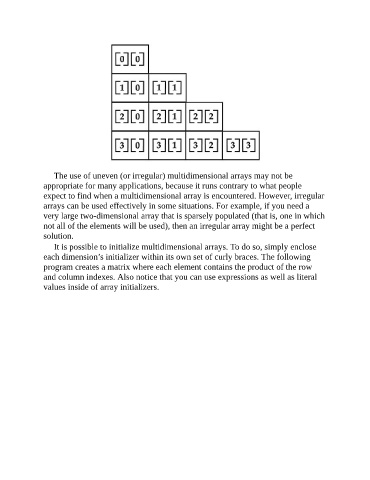 [0][0]
[1][0] [1][1]
[2][0] [2][1] [2][2]
[3][0] [3][1] [3][2] [3][3]
The use of uneven (or irregular) multidimensional arrays may not be
appropriate for many applications, because it runs contrary to what people
expect to find when a multidimensional array is encountered. However, irregular
arrays can be used effectively in some situations. For example, if you need a
very large two-dimensional array that is sparsely populated (that is, one in which
not all of the elements will be used), then an irregular array might be a perfect
solution.
It is possible to initialize multidimensional arrays. To do so, simply enclose
each dimension’s initializer within its own set of curly braces. The following
program creates a matrix where each element contains the product of the row
and column indexes. Also notice that you can use expressions as well as literal
values inside of array initializers.